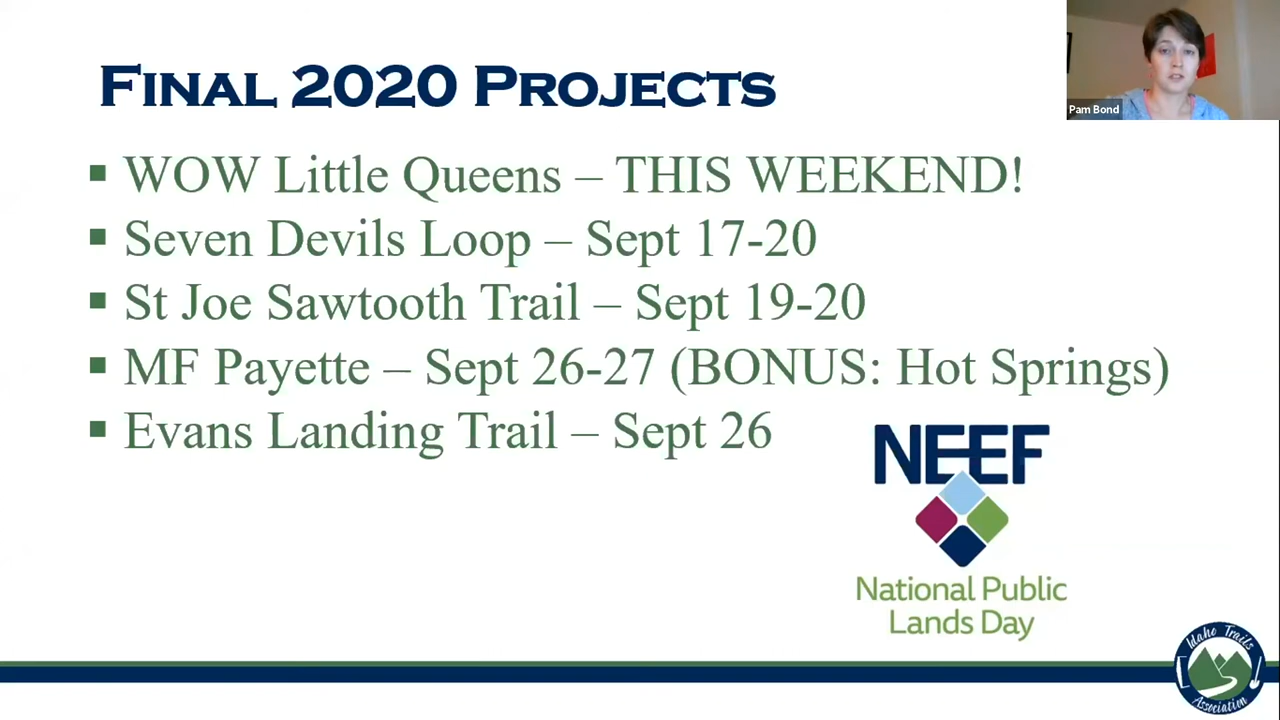 FINAL 2020 PROJECTS
Pam Bond
▪ WOW Little Queens – THIS WEEKEND!
▪ Seven Devils Loop – Sept 17-20
▪ St Joe Sawtooth Trail – Sept 19-20
▪ MF Payette – Sept 26-27 (BONUS: Hot Springs)
▪ Evans Landing Trail – Sept 26
NEEF
National Public
Lands Day
Idaho Trails
Association